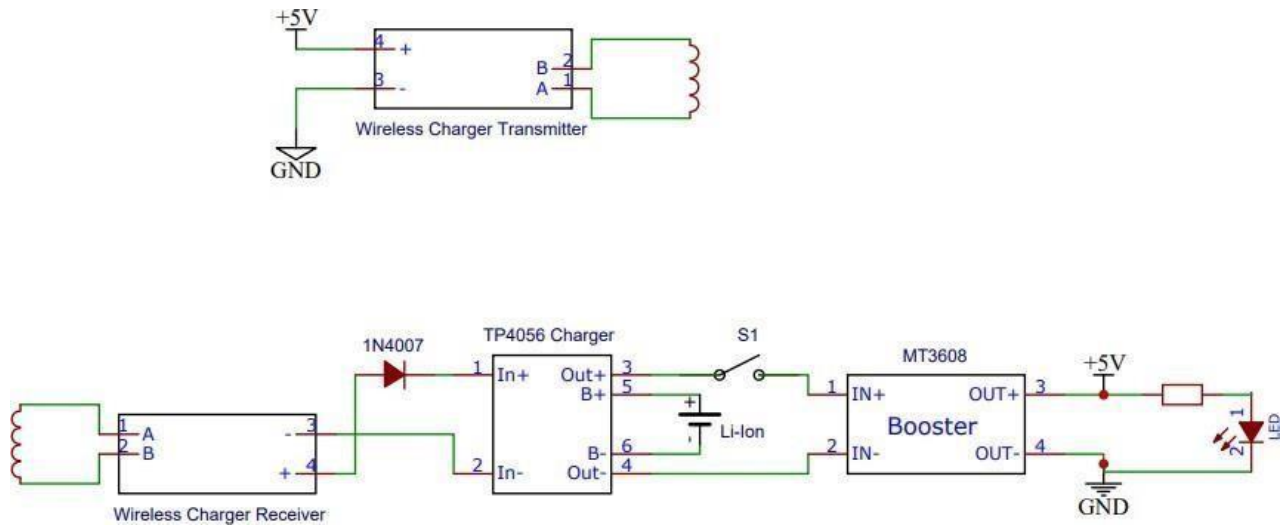 +5V
4 +
3 -
B 2
A 1
Wireless Charger Transmitter
GND
1 A
2 B
- 3
+ 4
Wireless Charger Receiver
1N4007
TP4056 Charger
1 In+
2 In-
Out+ 3
B+ 5
B- 6
Out- 4
+
-
Li-Ion
S1
MT3608
1 IN+
2 IN-
Booster
OUT+ 3
OUT- 4
+5V
GND
1
2
LED